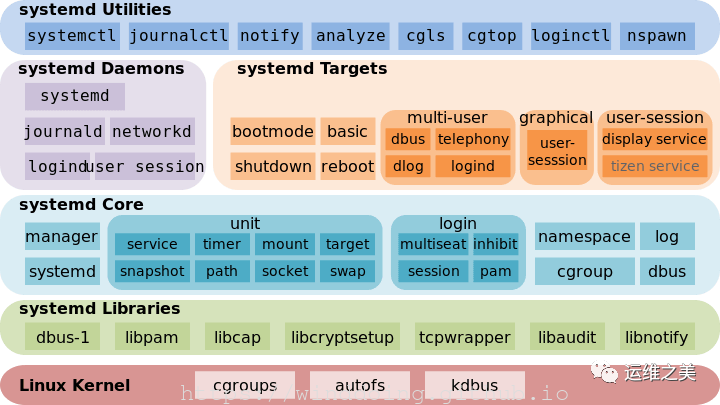 systemd Utilities
systemctl journalctl notify analyze cgls cgtop loginctl nspawn
systemd Daemons
systemd
journald networkd
logind user session
systemd Targets
bootmode basic
shutdown reboot
multi-user
dbus telephony
dlog logind
graphical
user-
sesssion
user-session
display service
tizen service
systemd Core
manager
systemd
unit
service timer mount target
snapshot path socket swap
login
multiseat inhibit
session pam
namespace log
cgroup dbus
systemd Libraries
dbus-1 libpam libcap libcryptsetup tcpwrapper libaudit libnotify
Linux Kernel cgroups autofs kdbus
运维之美